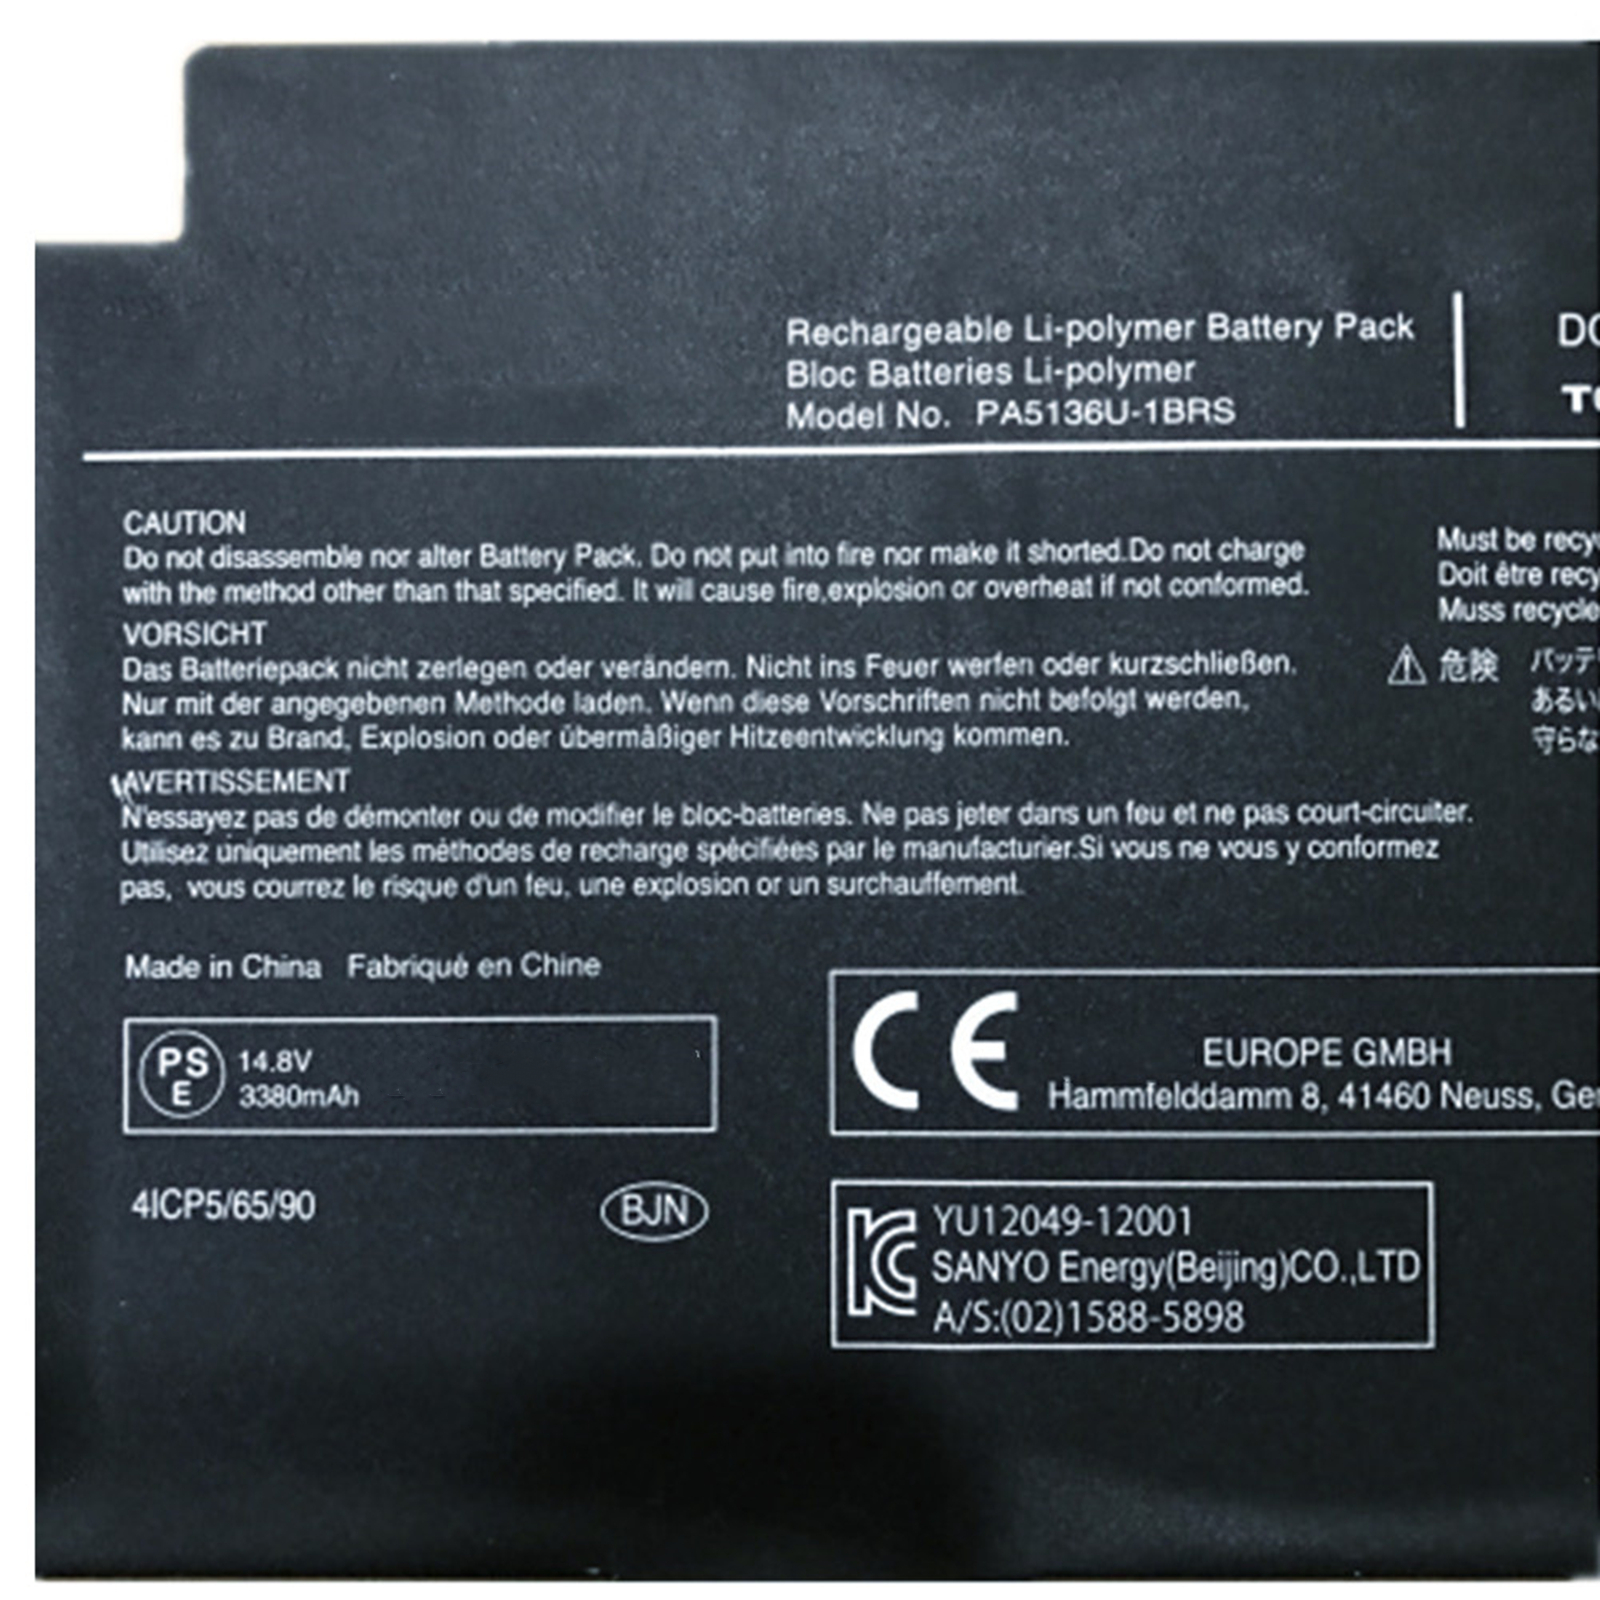 Rechargeable Li-polymer Battery Pack
Bloc Batteries Li-polymer
Model No. PA5136U-1BRS
CAUTION
Do not disassemble nor alter Battery Pack. Do not put into fire nor make it shorted.Do not charge
with the method other than that specified. It will cause fire,explosion or overheat if not conformed.
VORSICHT
Das Batteriepack nicht zerlegen oder verändern. Nicht ins Feuer werfen oder kurzschließen.
Nur mit der angegebenen Methode laden. Wenn diese Vorschriften nicht befolgt werden,
kann es zu Brand, Explosion oder übermäßiger Hitzeentwicklung kommen.
AVERTISSEMENT
N'essayez pas de démonter ou de modifier le bloc-batteries. Ne pas jeter dans un feu et ne pas court-circuiter.
Utilisez uniquement les méthodes de recharge spécifiées par le manufacturier.Si vous ne vous y conformez
pas, vous courrez le risque d'un feu, une explosion or un surchauffement.
Must be
Doit être
Muss
危険
Made in China Fabriqué en Chine
PS
E
14.8V
3380mAh
CE
EUROPE GMBH
Hammfelddamm 8, 41460 Neuss,
4ICP5/65/90
BJN
KC
YU12049-12001
SANYO Energy(Beijing)CO.,LTD
A/S:(02)1588-5898